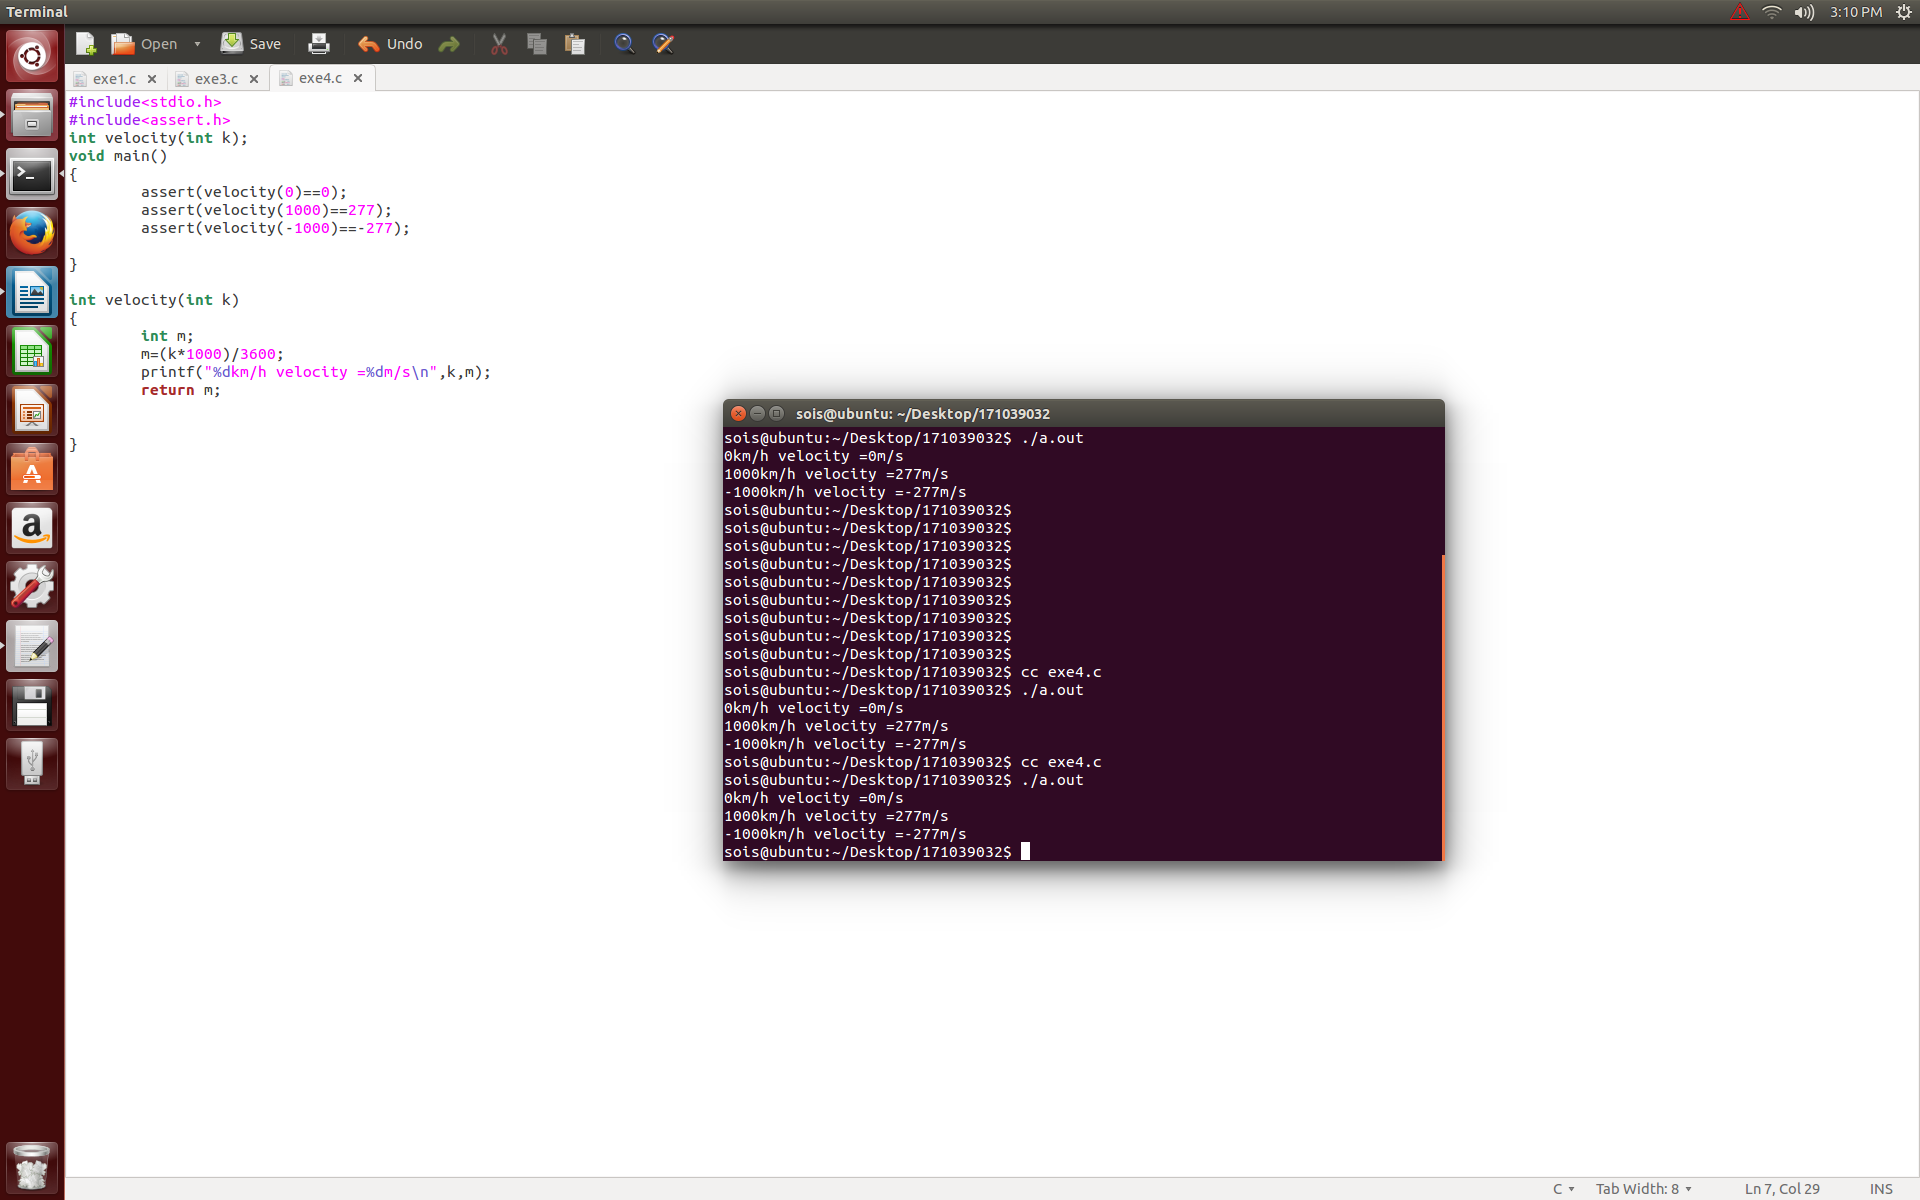 Terminal
3:10 PM
Open
Save
Undo
exe1.c
exe3.c
exe4.c
#include<stdio.h>
#include<assert.h>
int velocity(int k);
void main()
{
assert(velocity(0)==0);
assert(velocity(1000)==277);
assert(velocity(-1000)==-277);
}
int velocity(int k)
{
int m;
m=(k*1000)/3600;
printf("%dkm/h velocity =%dm/s\n",k,m);
return m;
}
sois@ubuntu: ~/Desktop/171039032
sois@ubuntu:~/Desktop/171039032$ ./a.out
0km/h velocity =0m/s
1000km/h velocity =277m/s
-1000km/h velocity =-277m/s
sois@ubuntu:~/Desktop/171039032$
sois@ubuntu:~/Desktop/171039032$
sois@ubuntu:~/Desktop/171039032$
sois@ubuntu:~/Desktop/171039032$
sois@ubuntu:~/Desktop/171039032$
sois@ubuntu:~/Desktop/171039032$
sois@ubuntu:~/Desktop/171039032$
sois@ubuntu:~/Desktop/171039032$
sois@ubuntu:~/Desktop/171039032$
sois@ubuntu:~/Desktop/171039032$ cc exe4.c
sois@ubuntu:~/Desktop/171039032$ ./a.out
0km/h velocity =0m/s
1000km/h velocity =277m/s
-1000km/h velocity =-277m/s
sois@ubuntu:~/Desktop/171039032$ cc exe4.c
sois@ubuntu:~/Desktop/171039032$ ./a.out
0km/h velocity =0m/s
1000km/h velocity =277m/s
-1000km/h velocity =-277m/s
sois@ubuntu:~/Desktop/171039032$
C
Tab Width: 8
Ln 7, Col 29
INS